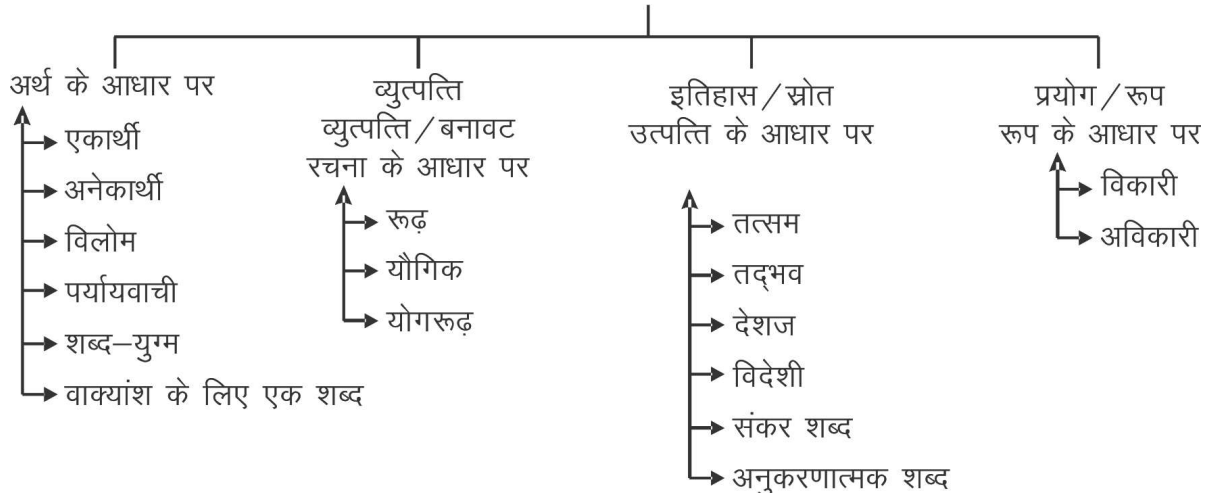 अर्थ के आधार पर
एकार्थी
अनेकार्थी
विलोम
पर्यायवाची
शब्द–युग्म
वाक्यांश के लिए एक शब्द
व्युत्पत्ति
व्युत्पत्ति/बनावट
रचना के आधार पर
रूढ़
यौगिक
योगरूढ़
इतिहास/स्रोत
उत्पत्ति के आधार पर
तत्सम
तद्‌भव
देशज
विदेशी
संकर शब्द
अनुकरणात्मक शब्द
प्रयोग/रूप
रूप के आधार पर
विकारी
अविकारी